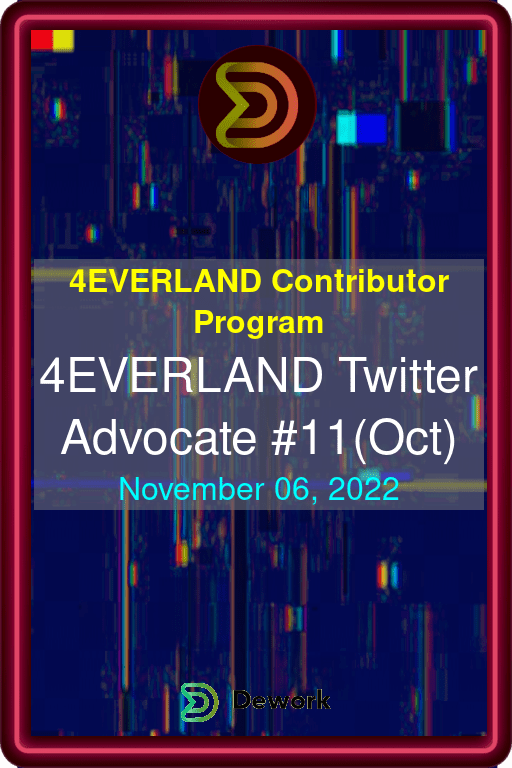 4EVERLAND Contributor
Program
4EVERLAND Twitter
Advocate #11(Oct)
November 06, 2022
Dework